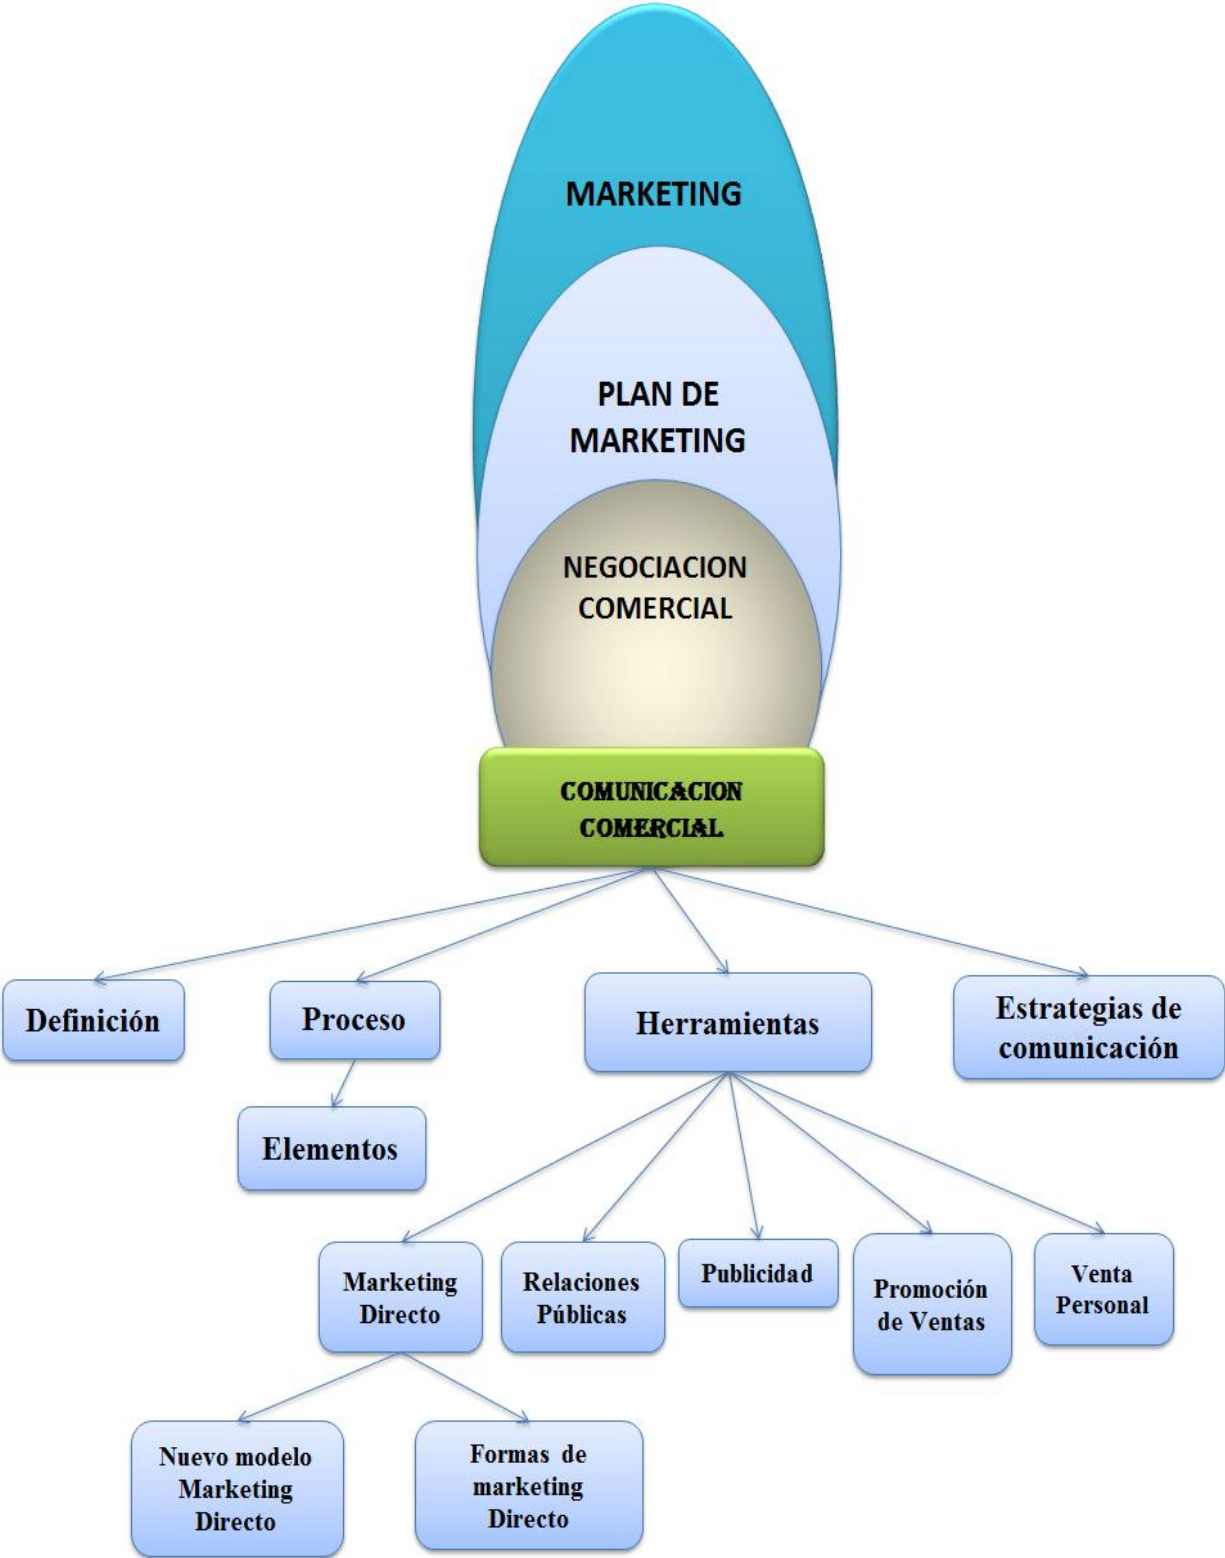 MARKETING
PLAN DE
MARKETING
NEGOCIACION
COMERCIAL
COMUNICACION
COMERCIAL
Definición
Proceso
Herramientas
Estrategias de
comunicación
Elementos
Marketing
Directo
Relaciones
Públicas
Publicidad
Promoción
de Ventas
Venta
Personal
Nuevo modelo
Marketing
Directo
Formas de
marketing
Directo